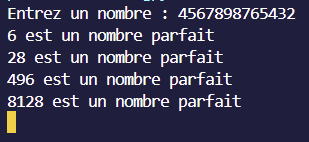 Entrez un nombre : 4567898765432
6 est un nombre parfait
28 est un nombre parfait
496 est un nombre parfait
8128 est un nombre parfait